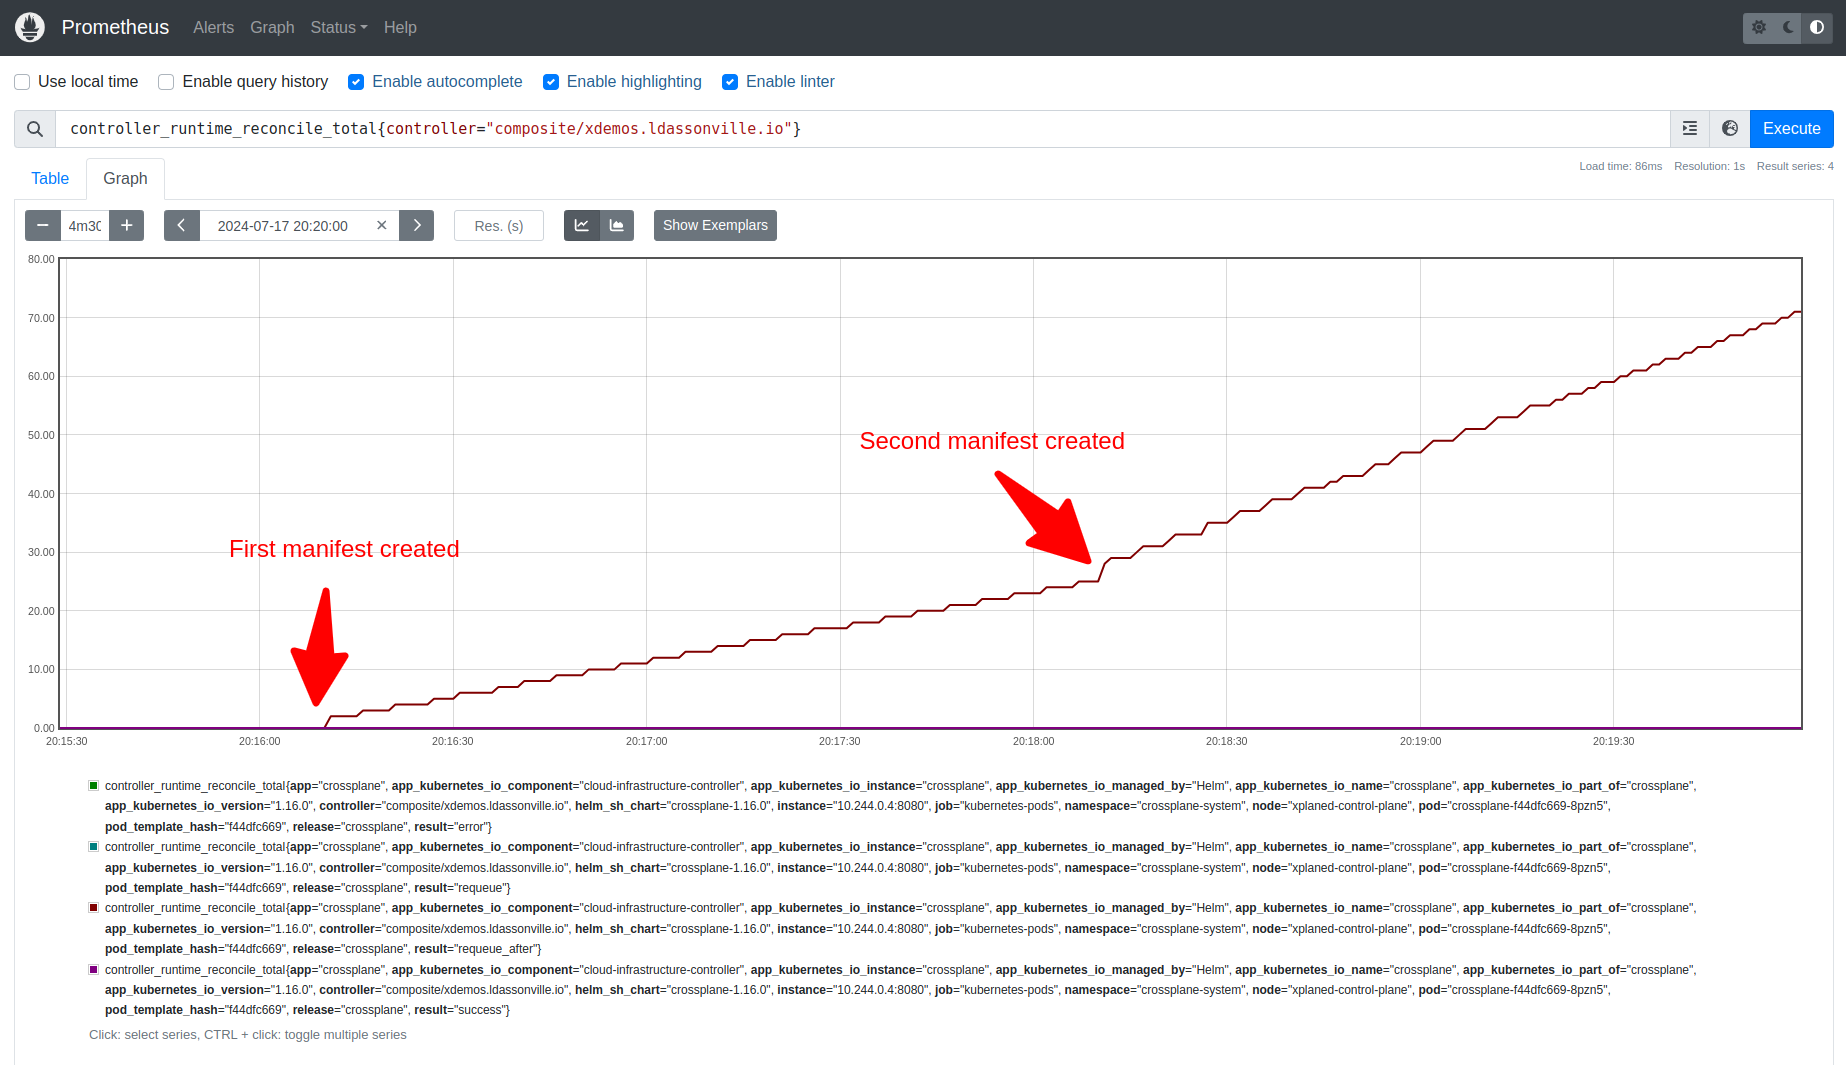 Prometheus Alerts Graph Status Help
Use local time Enable query history Enable autocomplete Enable highlighting Enable linter
controller_runtime_reconcile_total{controller="composite/xdemos.ldassonville.io"} Execute
Load time: 86ms Resolution: 1s Result series: 4
Table Graph
4m30 2024-07-17 20:20:00 Res. (s) Show Exemplars
80.00
70.00
60.00
50.00
Second manifest created
40.00
30.00
First manifest created
20.00
10.00
0.00
20:15:30 20:16:00 20:16:30 20:17:00 20:17:30 20:18:00 20:18:30 20:19:00 20:19:30
controller_runtime_reconcile_total{app="crossplane", app_kubernetes_io_component="cloud-infrastructure-controller", app_kubernetes_io_instance="crossplane", app_kubernetes_io_managed_by="Helm", app_kubernetes_io_name="crossplane", app_kubernetes_io_part_of="crossplane",
app_kubernetes_io_version="1.16.0", controller="composite/xdemos.ldassonville.io", helm_sh_chart="crossplane-1.16.0", instance="10.244.0.4:8080", job="kubernetes-pods", namespace="crossplane-system", node="xplaned-control-plane", pod="crossplane-f44dfc669-8pzn5",
pod_template_hash="f44dfc669", release="crossplane", result="error"}
controller_runtime_reconcile_total{app="crossplane", app_kubernetes_io_component="cloud-infrastructure-controller", app_kubernetes_io_instance="crossplane", app_kubernetes_io_managed_by="Helm", app_kubernetes_io_name="crossplane", app_kubernetes_io_part_of="crossplane",
app_kubernetes_io_version="1.16.0", controller="composite/xdemos.ldassonville.io", helm_sh_chart="crossplane-1.16.0", instance="10.244.0.4:8080", job="kubernetes-pods", namespace="crossplane-system", node="xplaned-control-plane", pod="crossplane-f44dfc669-8pzn5",
pod_template_hash="f44dfc669", release="crossplane", result="requeue"}
controller_runtime_reconcile_total{app="crossplane", app_kubernetes_io_component="cloud-infrastructure-controller", app_kubernetes_io_instance="crossplane", app_kubernetes_io_managed_by="Helm", app_kubernetes_io_name="crossplane", app_kubernetes_io_part_of="crossplane",
app_kubernetes_io_version="1.16.0", controller="composite/xdemos.ldassonville.io", helm_sh_chart="crossplane-1.16.0", instance="10.244.0.4:8080", job="kubernetes-pods", namespace="crossplane-system", node="xplaned-control-plane", pod="crossplane-f44dfc669-8pzn5",
pod_template_hash="f44dfc669", release="crossplane", result="requeue_after"}
controller_runtime_reconcile_total{app="crossplane", app_kubernetes_io_component="cloud-infrastructure-controller", app_kubernetes_io_instance="crossplane", app_kubernetes_io_managed_by="Helm", app_kubernetes_io_name="crossplane", app_kubernetes_io_part_of="crossplane",
app_kubernetes_io_version="1.16.0", controller="composite/xdemos.ldassonville.io", helm_sh_chart="crossplane-1.16.0", instance="10.244.0.4:8080", job="kubernetes-pods", namespace="crossplane-system", node="xplaned-control-plane", pod="crossplane-f44dfc669-8pzn5",
pod_template_hash="f44dfc669", release="crossplane", result="success"}
Click: select series, CTRL + click: toggle multiple series